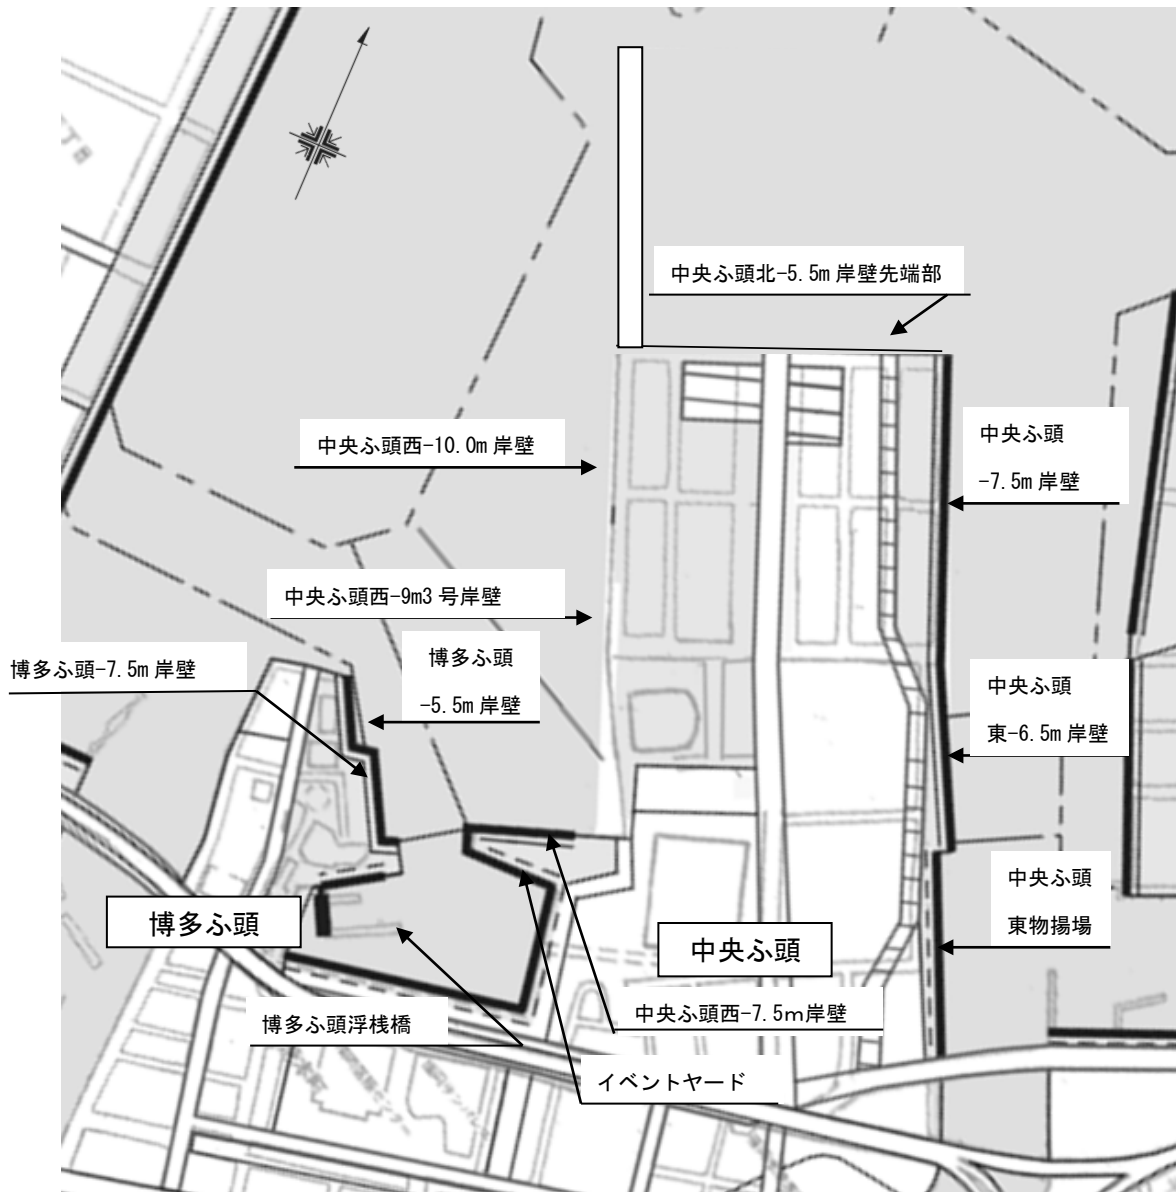 中央ふ頭北-5.5m岸壁先端部
中央ふ頭西-10.0m岸壁
中央ふ頭
-7.5m岸壁
中央ふ頭西-9m3号岸壁
博多ふ頭-7.5m岸壁
博多ふ頭
-5.5m岸壁
中央ふ頭
東-6.5m岸壁
中央ふ頭
東物揚場
博多ふ頭
中央ふ頭
博多ふ頭浮桟橋
中央ふ頭西-7.5m岸壁
イベントヤード